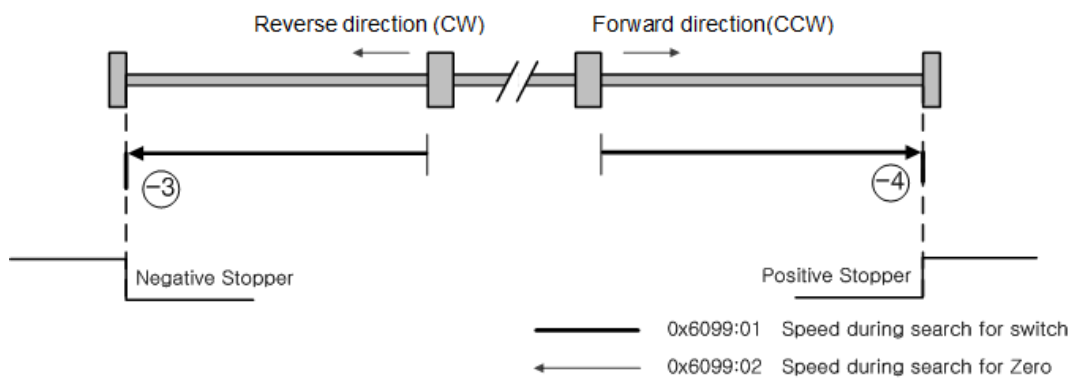 Reverse direction (CW)
Forward direction(CCW)
−3
−4
Negative Stopper
Positive Stopper
0x6099:01 Speed during search for switch
0x6099:02 Speed during search for Zero